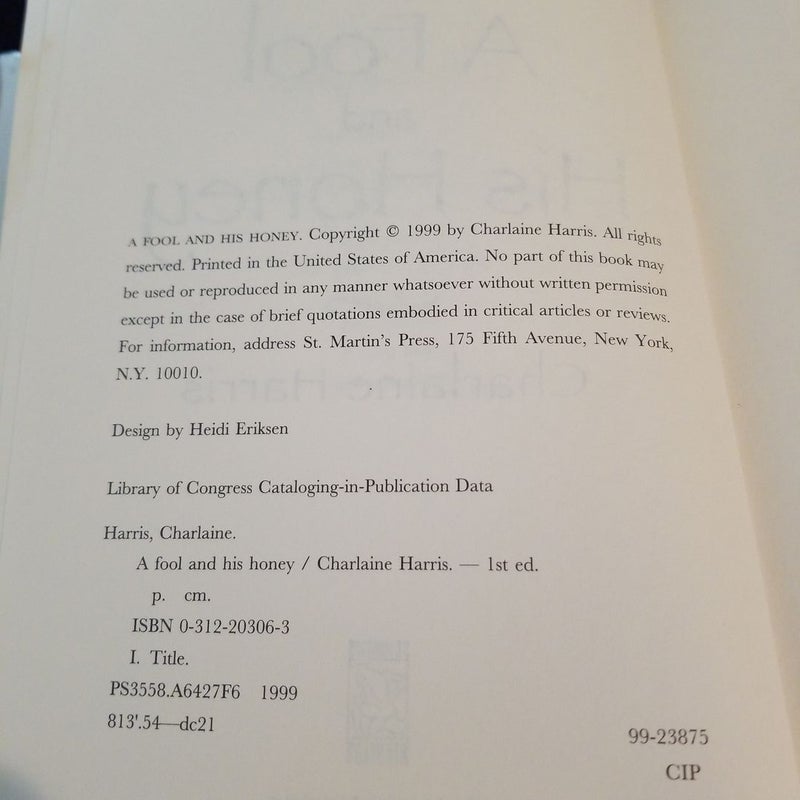 A FOOL AND HIS HONEY. Copyright © 1999 by Charlaine Harris. All rights
reserved. Printed in the United States of America. No part of this book may
be used or reproduced in any manner whatsoever without written permission
except in the case of brief quotations embodied in critical articles or reviews.
For information, address St. Martin's Press, 175 Fifth Avenue, New York,
N.Y. 10010.
Design by Heidi Eriksen
Library of Congress Cataloging-in-Publication Data
Harris, Charlaine.
A fool and his honey / Charlaine Harris. — 1st ed.
p. cm.
ISBN 0-312-20306-3
I. Title.
PS3558.A6427F6 1999
813'.54—dc21
99-23875
CIP